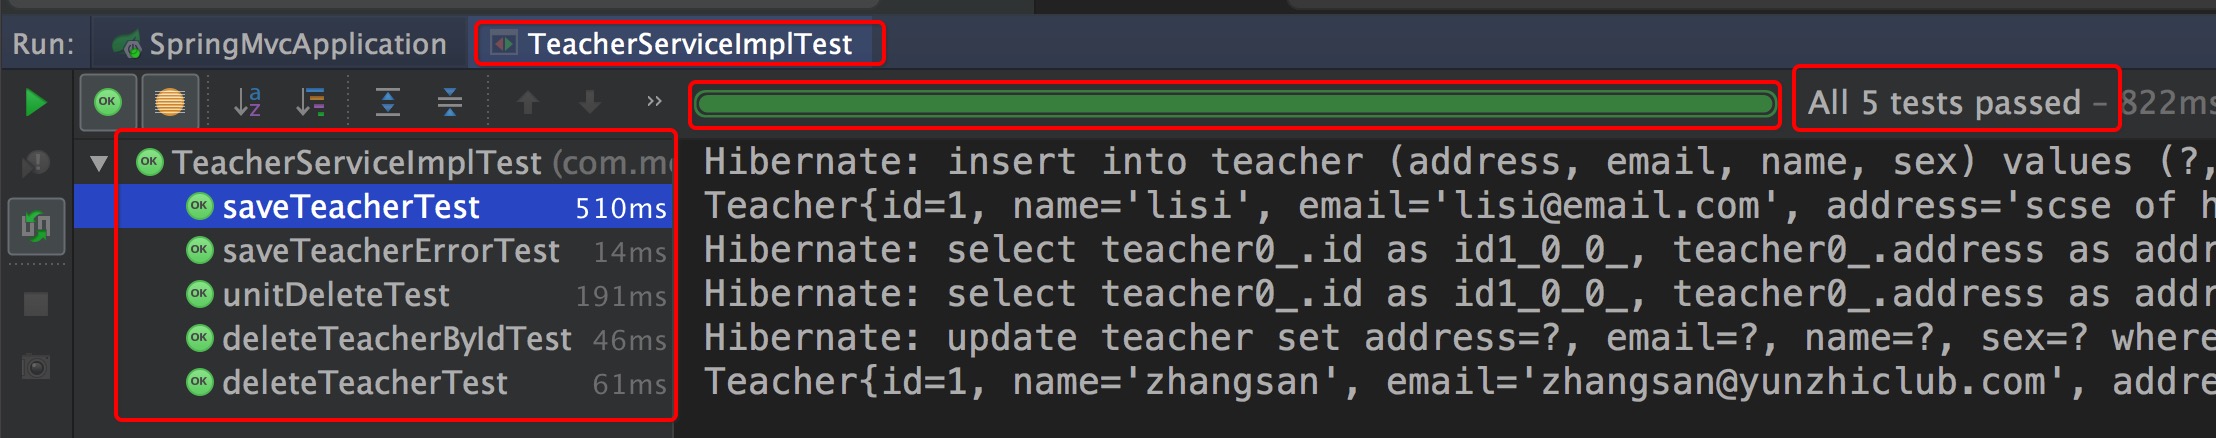 Run: SpringMvcApplication TeacherServiceImplTest
All 5 tests passed – 822ms
TeacherServiceImplTest (com.me
saveTeacherTest 510ms
saveTeacherErrorTest 14ms
unitDeleteTest 191ms
deleteTeacherByIdTest 46ms
deleteTeacherTest 61ms
Hibernate: insert into teacher (address, email, name, sex) values (?,
Teacher{id=1, name='lisi', email='lisi@email.com', address='scse of h
Hibernate: select teacher0_.id as id1_0_0_, teacher0_.address as addr
Hibernate: select teacher0_.id as id1_0_0_, teacher0_.address as addr
Hibernate: update teacher set address=?, email=?, name=?, sex=? where
Teacher{id=1, name='zhangsan', email='zhangsan@yunzhiclub.com', addre